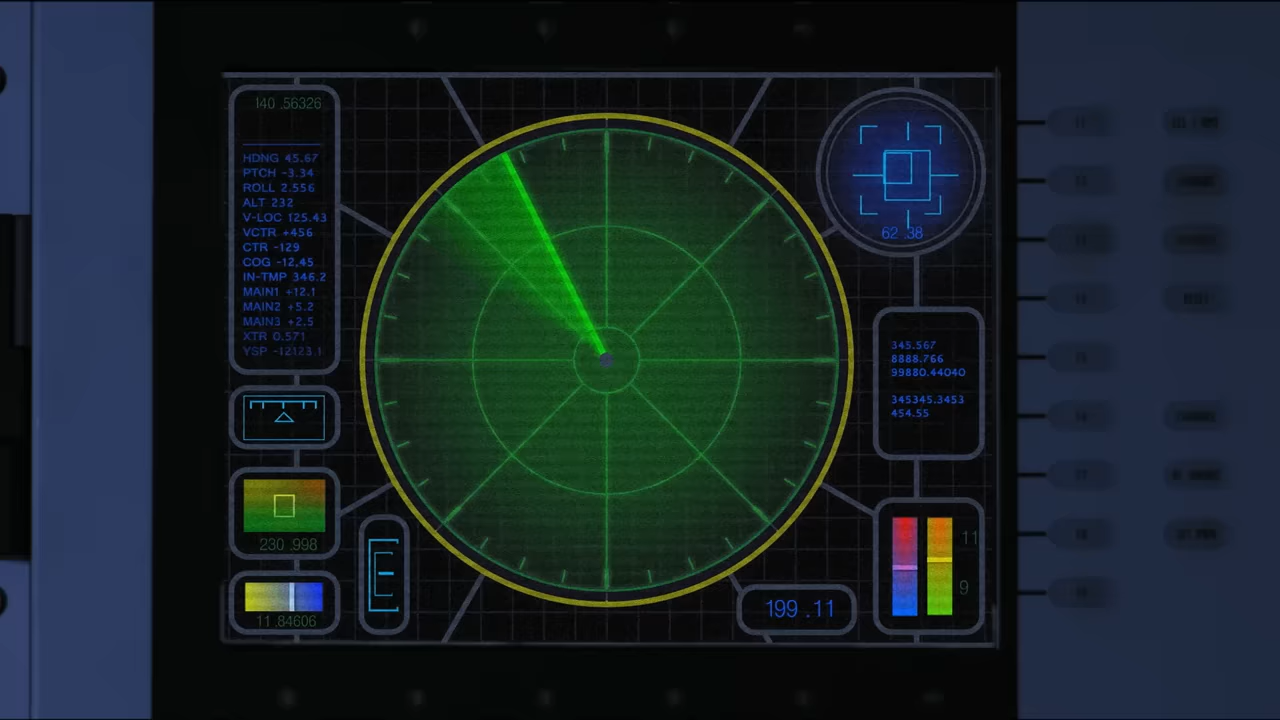 140 .56326
HDNG 45.67
PTCH -3.34
ROLL 2.556
ALT 232
V-LOC 125.43
VCTR +456
CTR -129
COG -12,45
IN-TMP 346.2
MAIN1 +12.1
MAIN2 +5.2
MAIN3 +2.5
XTR 0.571
YSP -12123.1
230 .998
11 .84606
62 .38
345.567
8888.766
99880.44040
345345.3453
454.55
11
9
199 .11